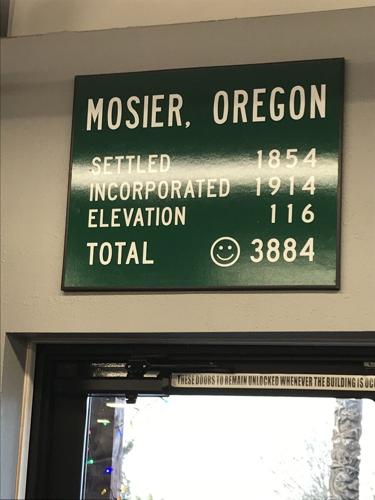 MOSIER, OREGON
SETTLED 1854
INCORPORATED 1914
ELEVATION 116
TOTAL 3884
THESE DOORS TO REMAIN UNLOCKED WHENEVER THE BUILDING IS